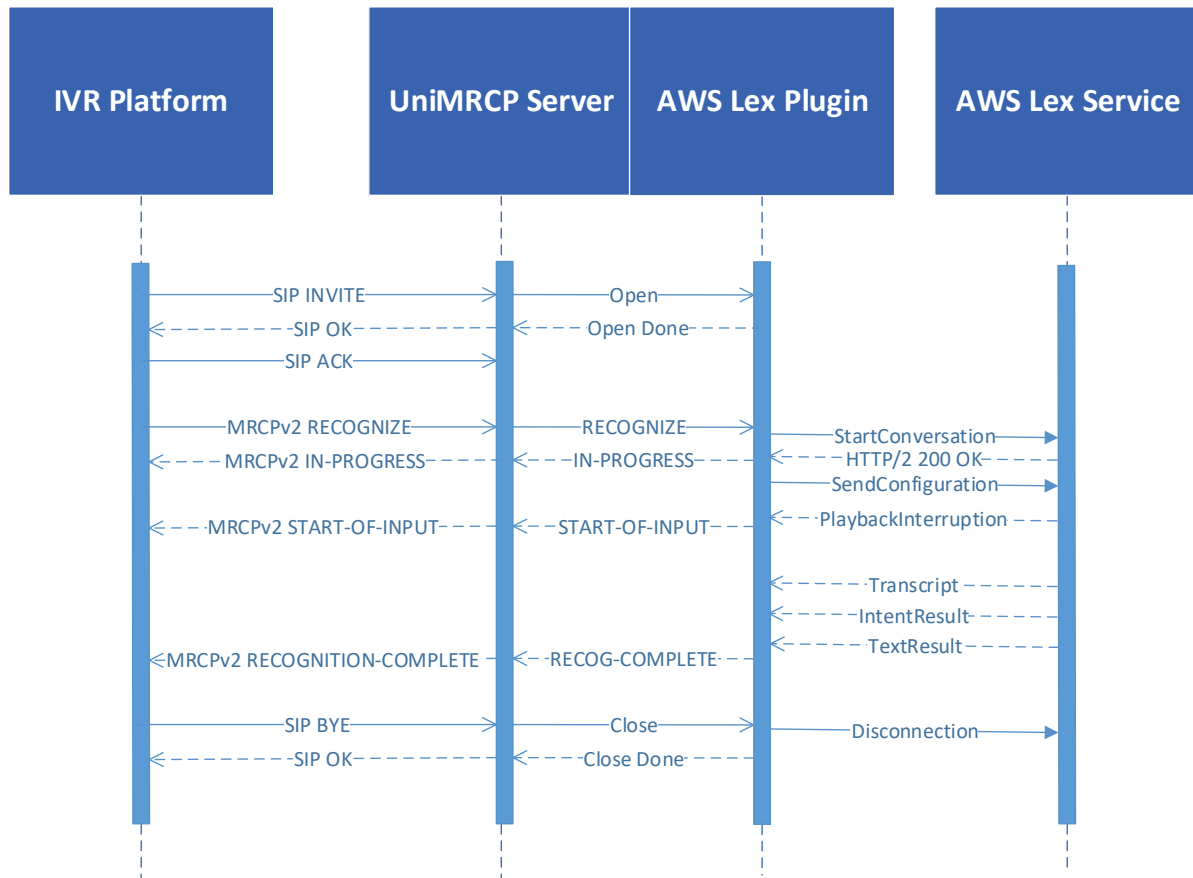 IVR Platform
UniMRCP Server
AWS Lex Plugin
AWS Lex Service
SIP INVITE
Open
SIP OK
Open Done
SIP ACK
MRCPv2 RECOGNIZE
RECOGNIZE
StartConversation
MRCPv2 IN-PROGRESS
IN-PROGRESS
HTTP/2 200 OK
SendConfiguration
MRCPv2 START-OF-INPUT
START-OF-INPUT
PlaybackInterruption
Transcript
IntentResult
TextResult
MRCPv2 RECOGNITION-COMPLETE
RECOG-COMPLETE
SIP BYE
Close
Disconnection
SIP OK
Close Done